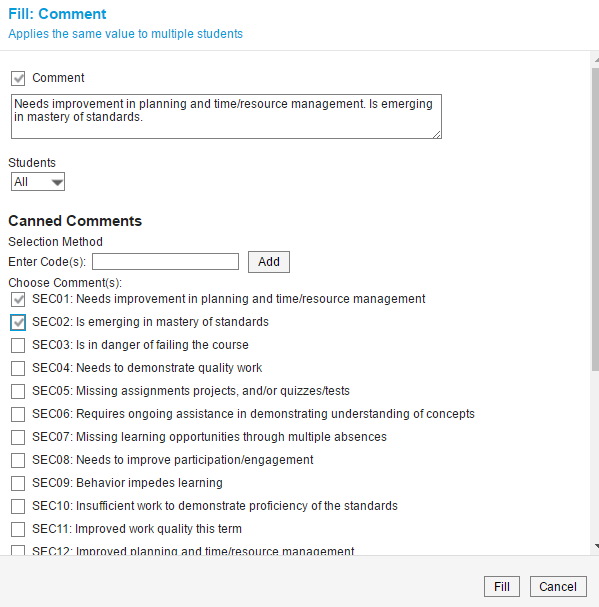 Fill: Comment
Applies the same value to multiple students
Comment
Needs improvement in planning and time/resource management. Is emerging
in mastery of standards.
Students
All
Canned Comments
Selection Method
Enter Code(s):
Add
Choose Comment(s):
SEC01: Needs improvement in planning and time/resource management
SEC02: Is emerging in mastery of standards
SEC03: Is in danger of failing the course
SEC04: Needs to demonstrate quality work
SEC05: Missing assignments projects, and/or quizzes/tests
SEC06: Requires ongoing assistance in demonstrating understanding of concepts
SEC07: Missing learning opportunities through multiple absences
SEC08: Needs to improve participation/engagement
SEC09: Behavior impedes learning
SEC10: Insufficient work to demonstrate proficiency of the standards
SEC11: Improved work quality this term
SEC12: Improved planning and time/resource management
Fill
Cancel